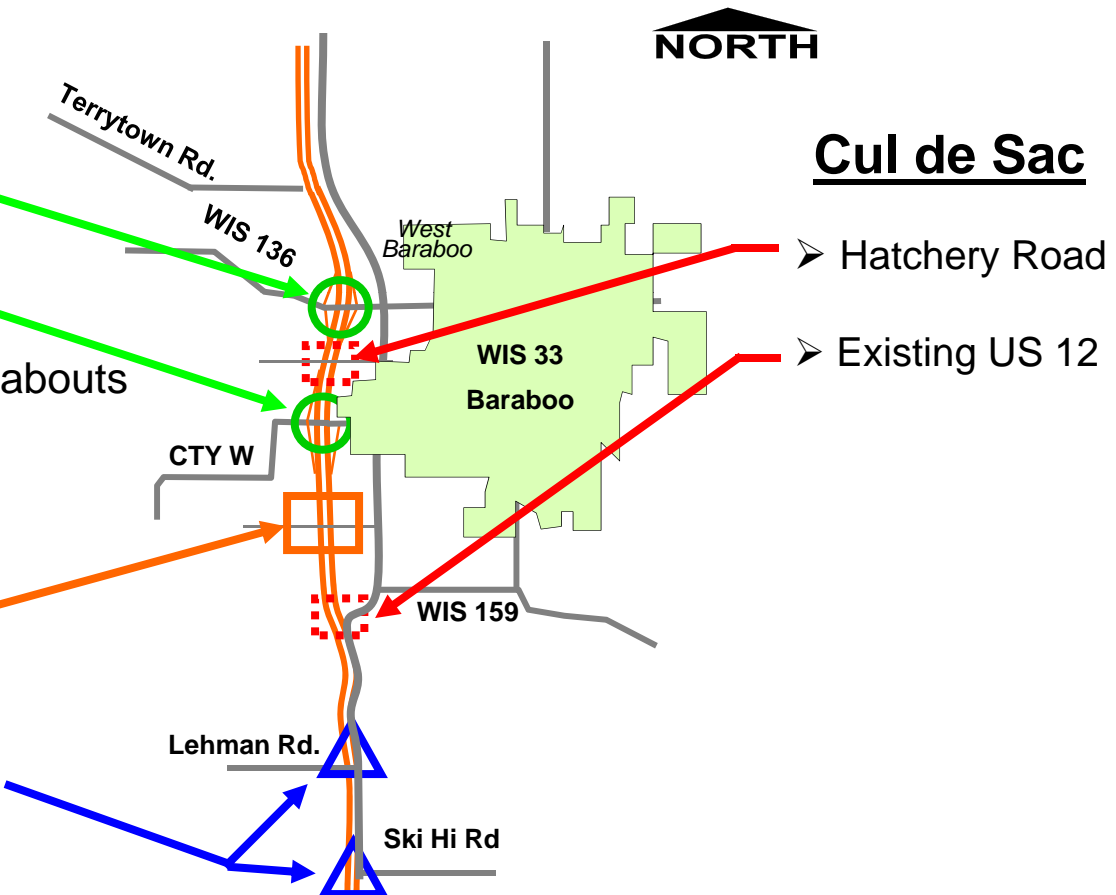 NORTH
Terrytown Rd.
Cul de Sac
WIS 136
West
Baraboo
➢ Hatchery Road
WIS 33
➢ Existing US 12
abouts
Baraboo
CTY W
WIS 159
Lehman Rd.
Ski Hi Rd